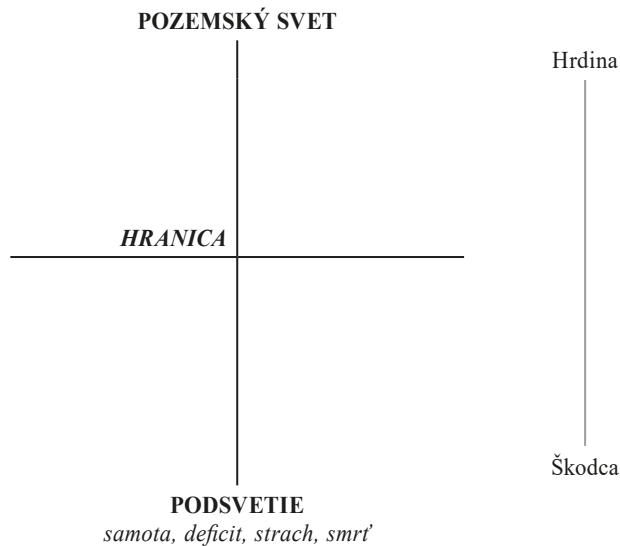 POZEMSKÝ SVET
Hrdina
HRANICA
Škodca
PODSVETIE
samota, deficit, strach, smrť